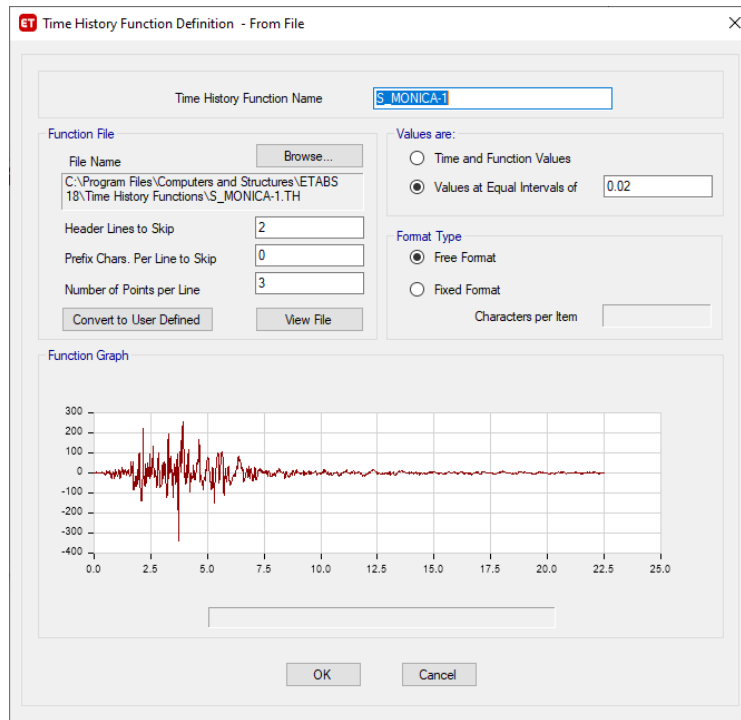 ET Time History Function Definition - From File
Time History Function Name S_MONICA-1
Function File
File Name Browse...
C:\Program Files\Computers and Structures\ETABS
18\Time History Functions\S_MONICA-1.TH
Header Lines to Skip 2
Prefix Chars. Per Line to Skip 0
Number of Points per Line 3
Convert to User Defined View File
Values are:
Time and Function Values
Values at Equal Intervals of 0.02
Format Type
Free Format
Fixed Format
Characters per Item
Function Graph
300
200
100
0
-100
-200
-300
-400
0.0 2.5 5.0 7.5 10.0 12.5 15.0 17.5 20.0 22.5 25.0
OK Cancel